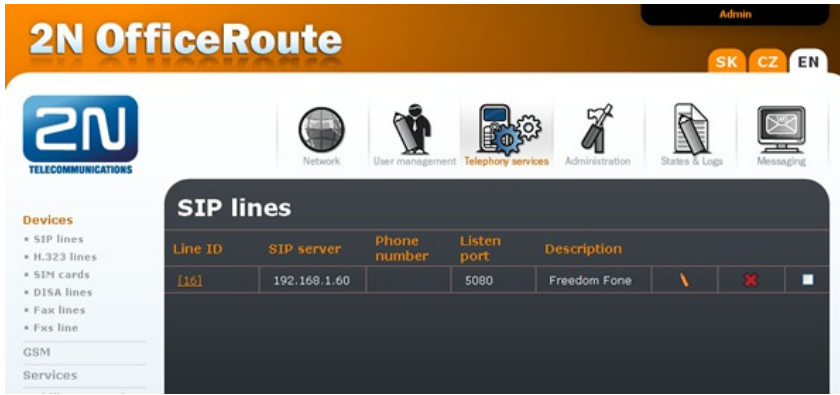 Admin
2N OfficeRoute
SK CZ EN
2N
TELECOMMUNICATIONS
Network User management Telephony services Administration States & Logs Messaging
Devices
SIP lines
H.323 lines
SIM cards
DISA lines
Fax lines
Fxs line
GSM
Services
SIP lines
Line ID SIP server Phone number Listen port Description
[16] 192.168.1.60 5080 Freedom Fone